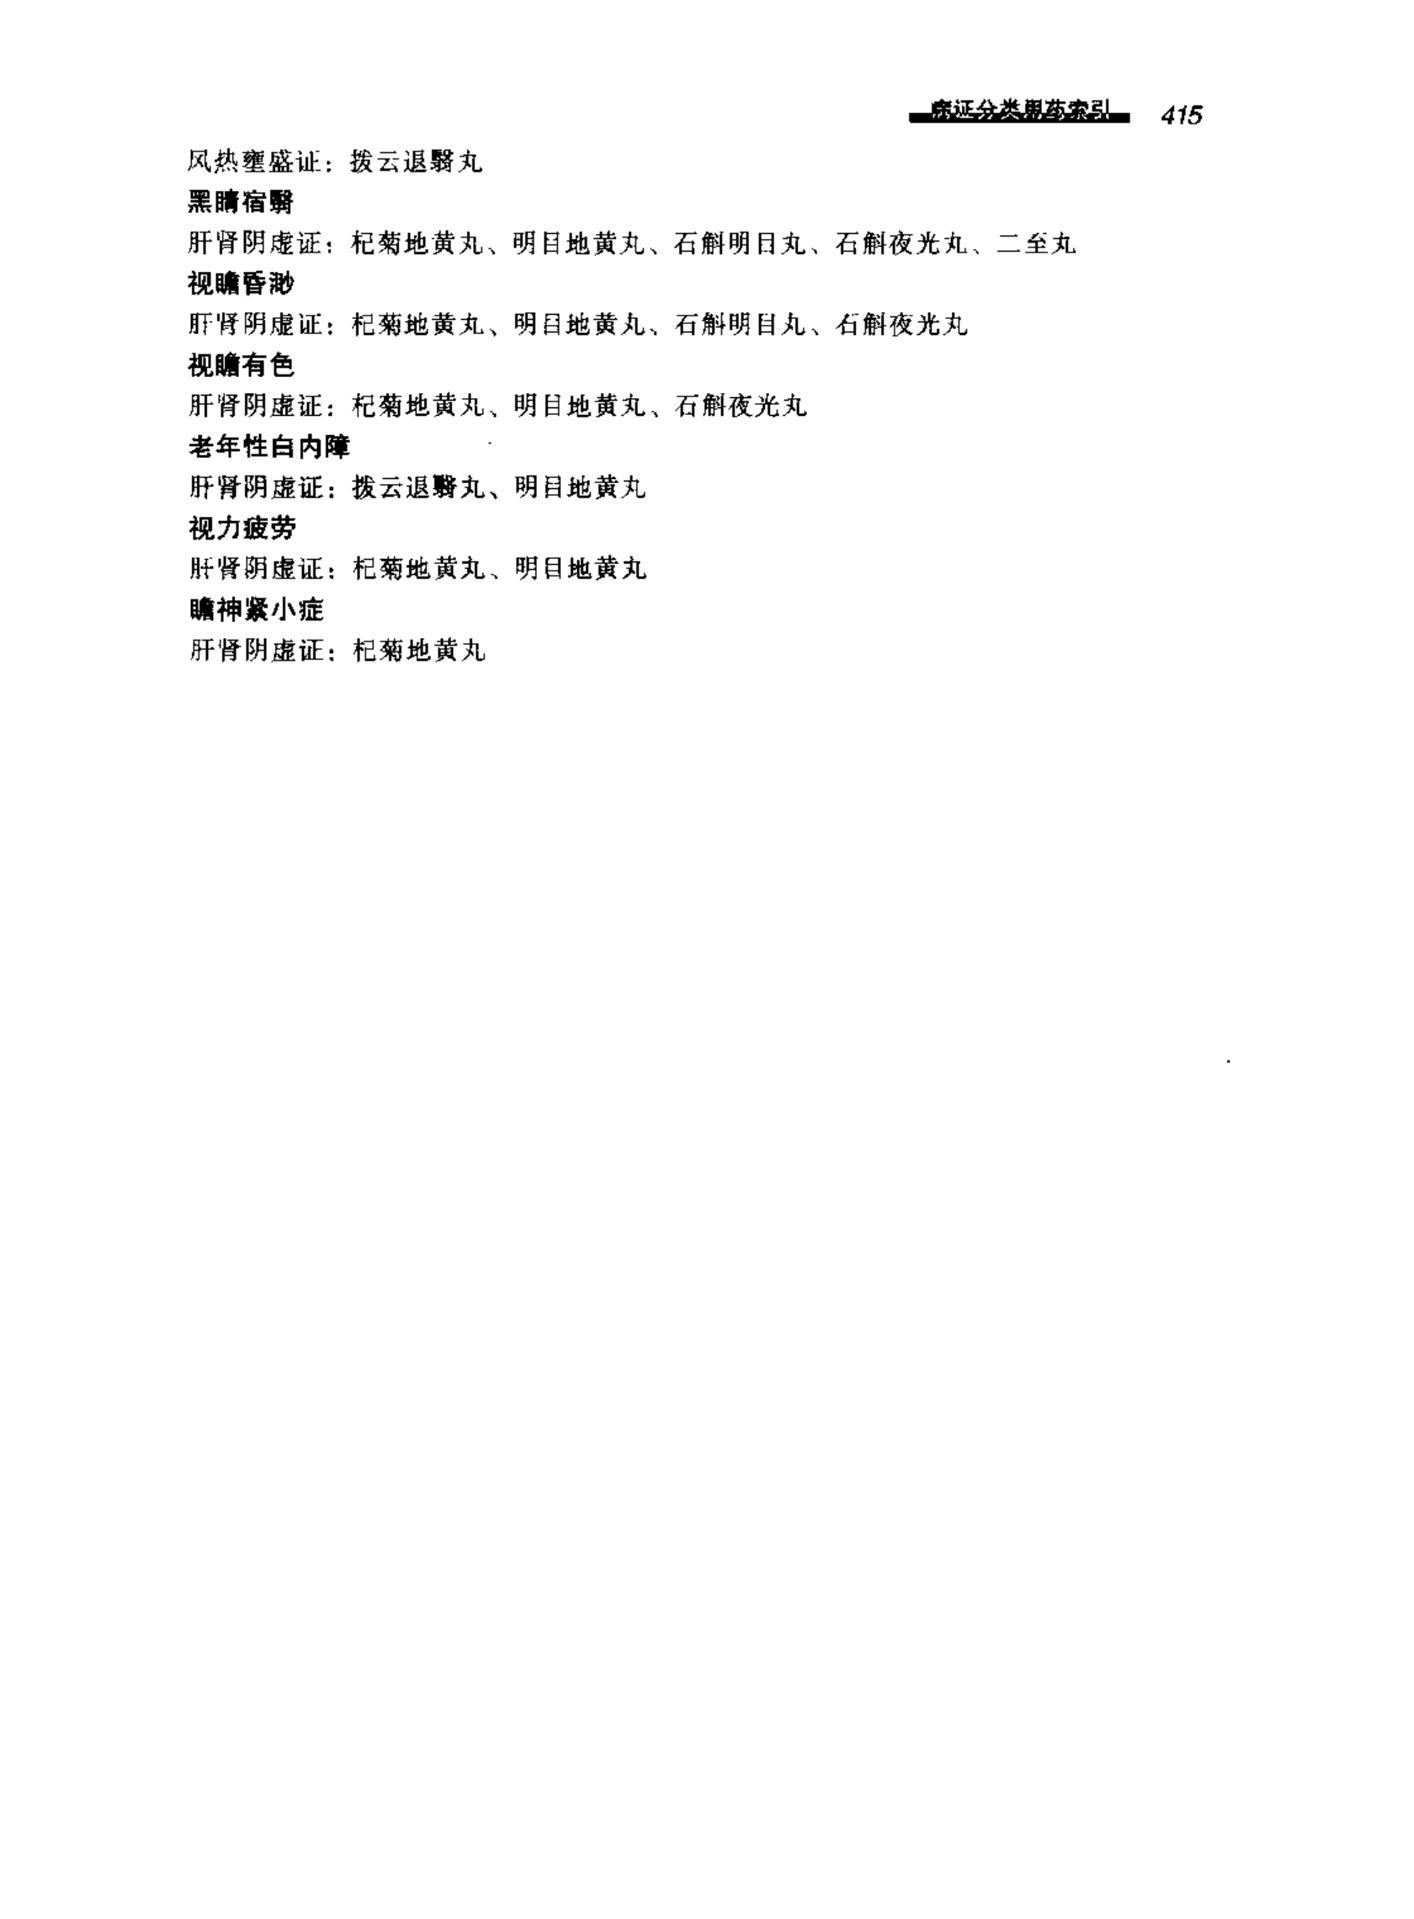 病证分类用药索引 415
风热壅盛证：拨云退翳丸
黑睛宿翳
肝肾阴虚证：杞菊地黄丸、明目地黄丸、石斛明目丸、石斛夜光丸、二至丸
视瞻昏渺
肝肾阴虚证：杞菊地黄丸、明目地黄丸、石斛明目丸、石斛夜光丸
视瞻有色
肝肾阴虚证：杞菊地黄丸、明目地黄丸、石斛夜光丸
老年性白内障
肝肾阴虚证：拨云退翳丸、明目地黄丸
视力疲劳
肝肾阴虚证：杞菊地黄丸、明目地黄丸
瞻神紧小症
肝肾阴虚证：杞菊地黄丸